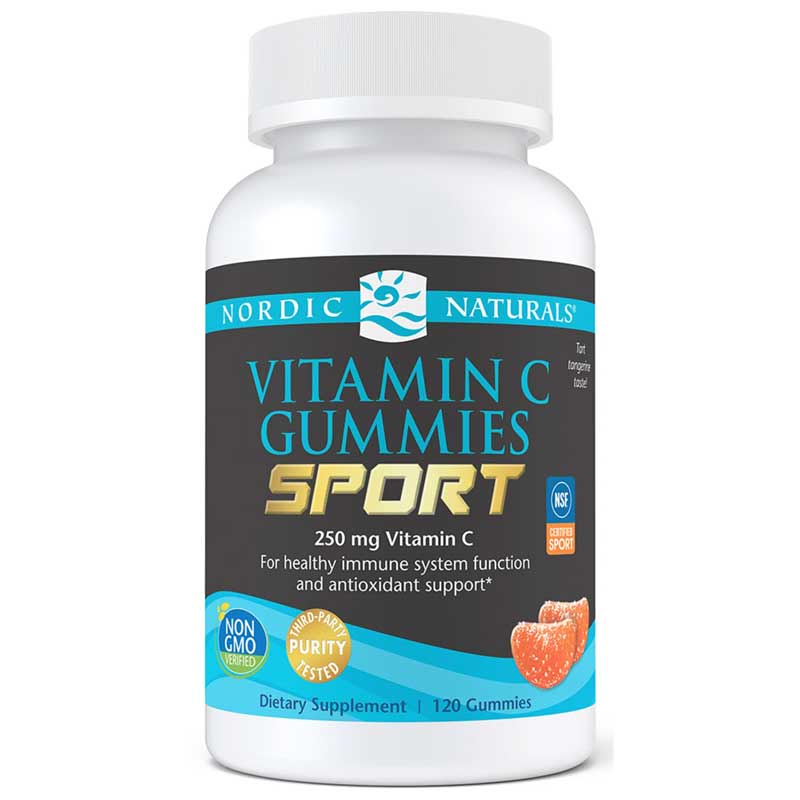 NORDIC NATURALS®
Tart
tangerine
taste!
VITAMIN C
GUMMIES
SPORT
250 mg Vitamin C
For healthy immune system function
and antioxidant support*
NSF
CERTIFIED
SPORT
NON
GMO
VERIFIED
THIRD-PARTY
PURITY
TESTED
Dietary Supplement | 120 Gummies